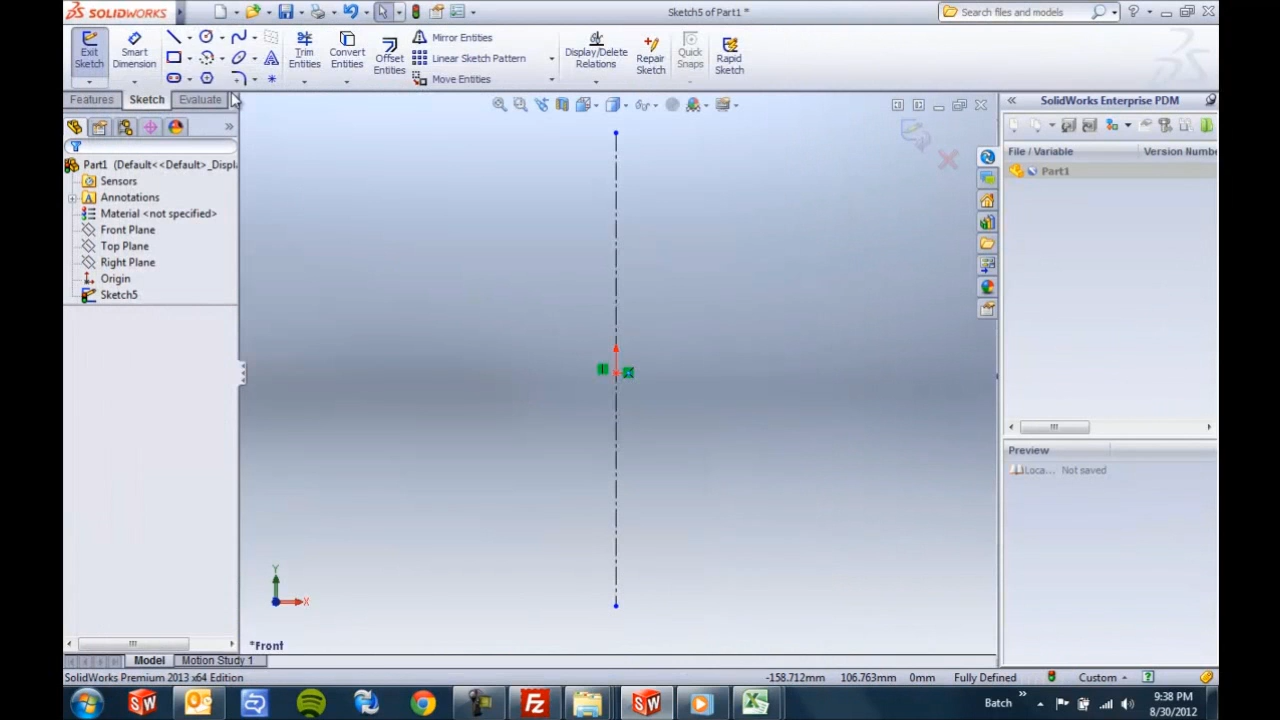 SOLIDWORKS
Sketch5 of Part1 *
Search files and models
Exit Sketch
Smart Dimension
Trim Entities
Convert Entities
Offset Entities
Mirror Entities
Linear Sketch Pattern
Move Entities
Display/Delete Relations
Repair Sketch
Quick Snaps
Rapid Sketch
Features Sketch Evaluate
SolidWorks Enterprise PDM
File / Variable Version Numbe
Part1
Part1 (Default<<Default>_Displ
Sensors
Annotations
Material <not specified>
Front Plane
Top Plane
Right Plane
Origin
Sketch5
Preview
Loca... Not saved
Y
X
*Front
Model Motion Study 1
SolidWorks Premium 2013 x64 Edition
-158.712mm 106.763mm 0mm Fully Defined Custom
Batch
9:38 PM
8/30/2012